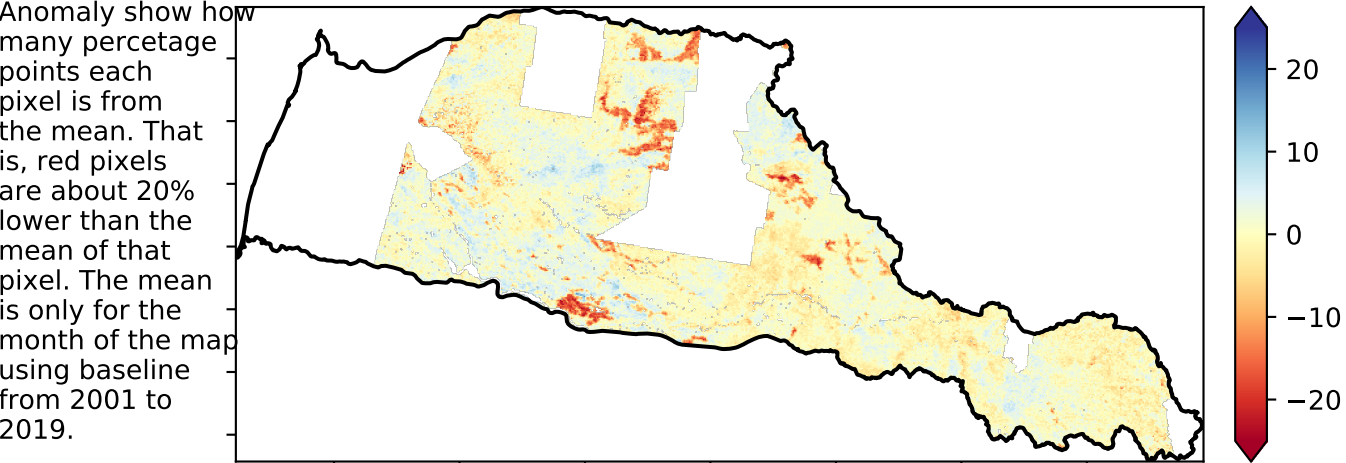 Anomaly show how
many percetage
points each
pixel is from
the mean. That
is, red pixels
are about 20%
lower than the
mean of that
pixel. The mean
is only for the
month of the map
using baseline
from 2001 to
2019.
20
10
0
−10
−20